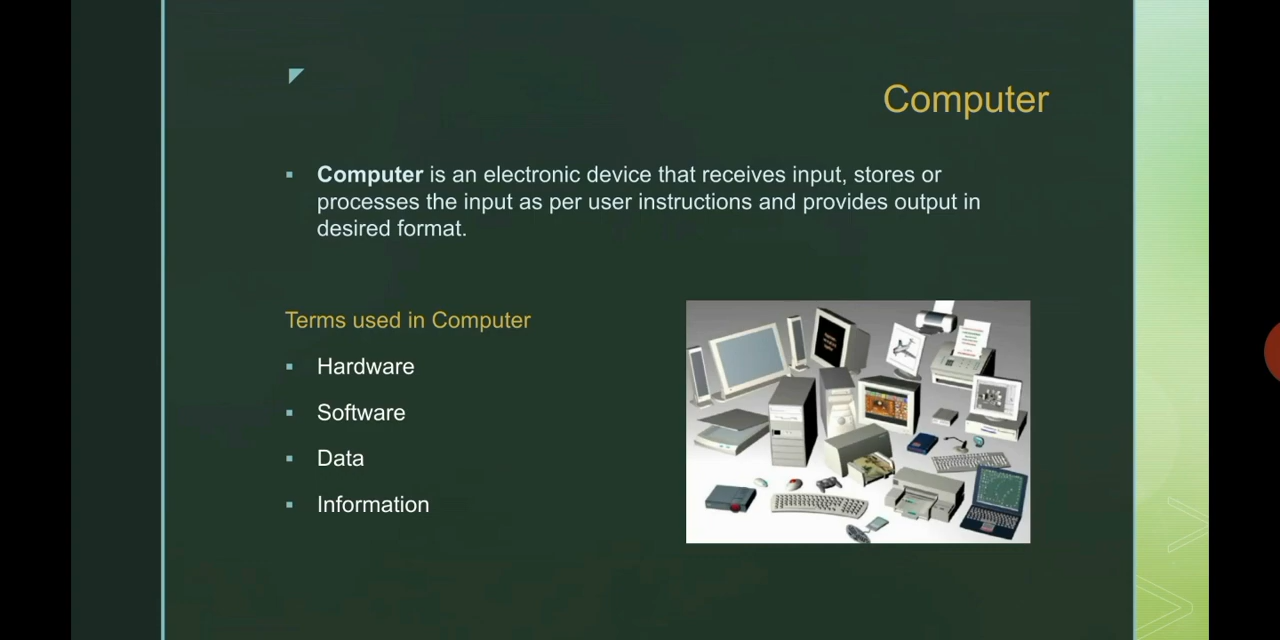 Computer
Computer is an electronic device that receives input, stores or
processes the input as per user instructions and provides output in
desired format.
Terms used in Computer
Hardware
Software
Data
Information